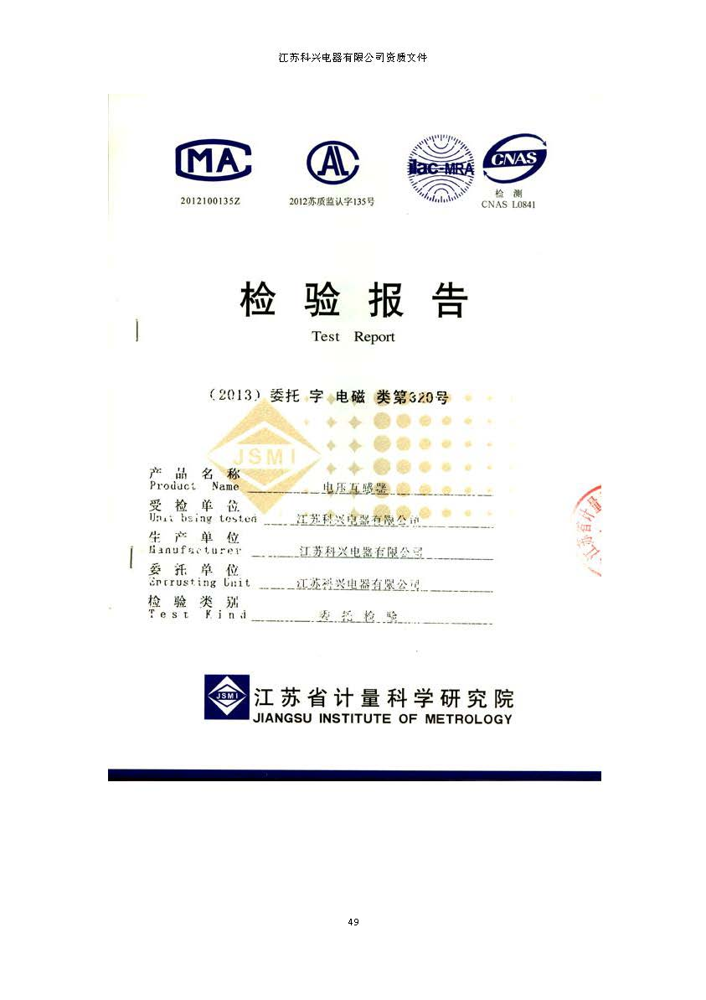 江苏科兴电器有限公司资质文件
MA
AL
ilac-MRA
CNAS
2012100135Z
2012苏质监认字135号
检 测
CNAS L0841
检 验 报 告
Test Report
(2013) 委托 字 电磁 类第320号
JSMI
产 品 名 称
Product Name 电压互感器
受 检 单 位
Unit being tested 江苏科兴电器有限公司
生 产 单 位
Manufacturer 江苏科兴电器有限公司
委 托 单 位
Entrusting Unit 江苏科兴电器有限公司
检 验 类 别
Test Kind 委 托 检 验
江苏省计量
JSMI
江苏省计量科学研究院
JIANGSU INSTITUTE OF METROLOGY
49